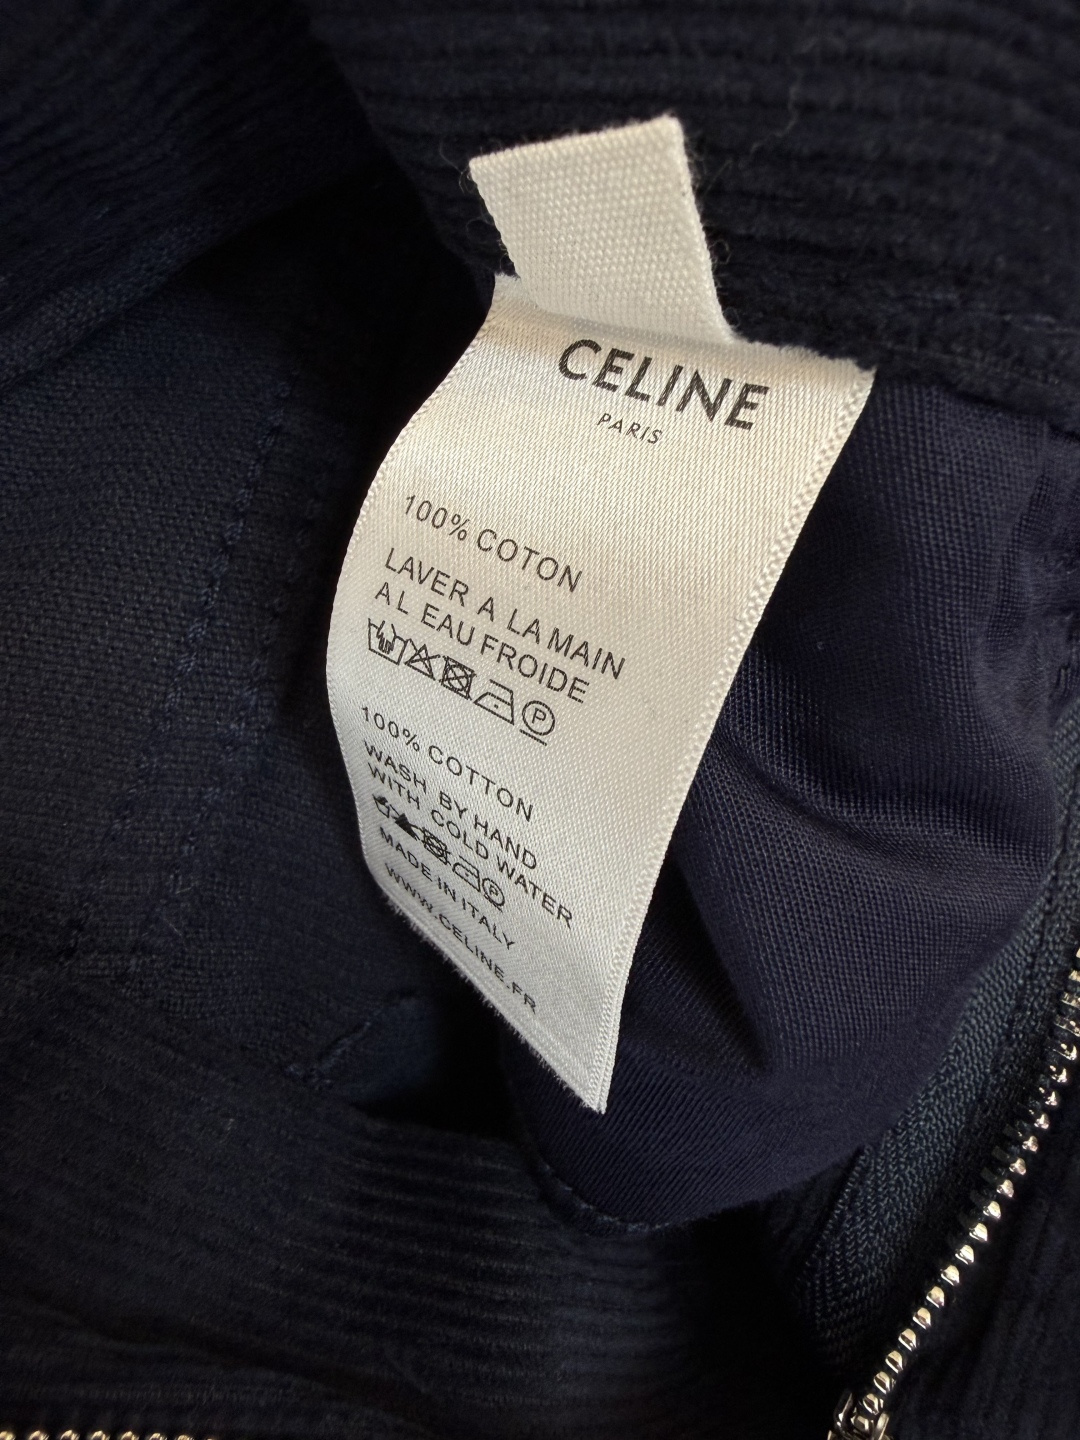 CELINE
PARIS
100% COTON
LAVER A LA MAIN
A L EAU FROIDE
P
100% COTTON
WASH BY HAND
WITH COLD WATER
P
MADE IN ITALY
WWW.CELINE.FR